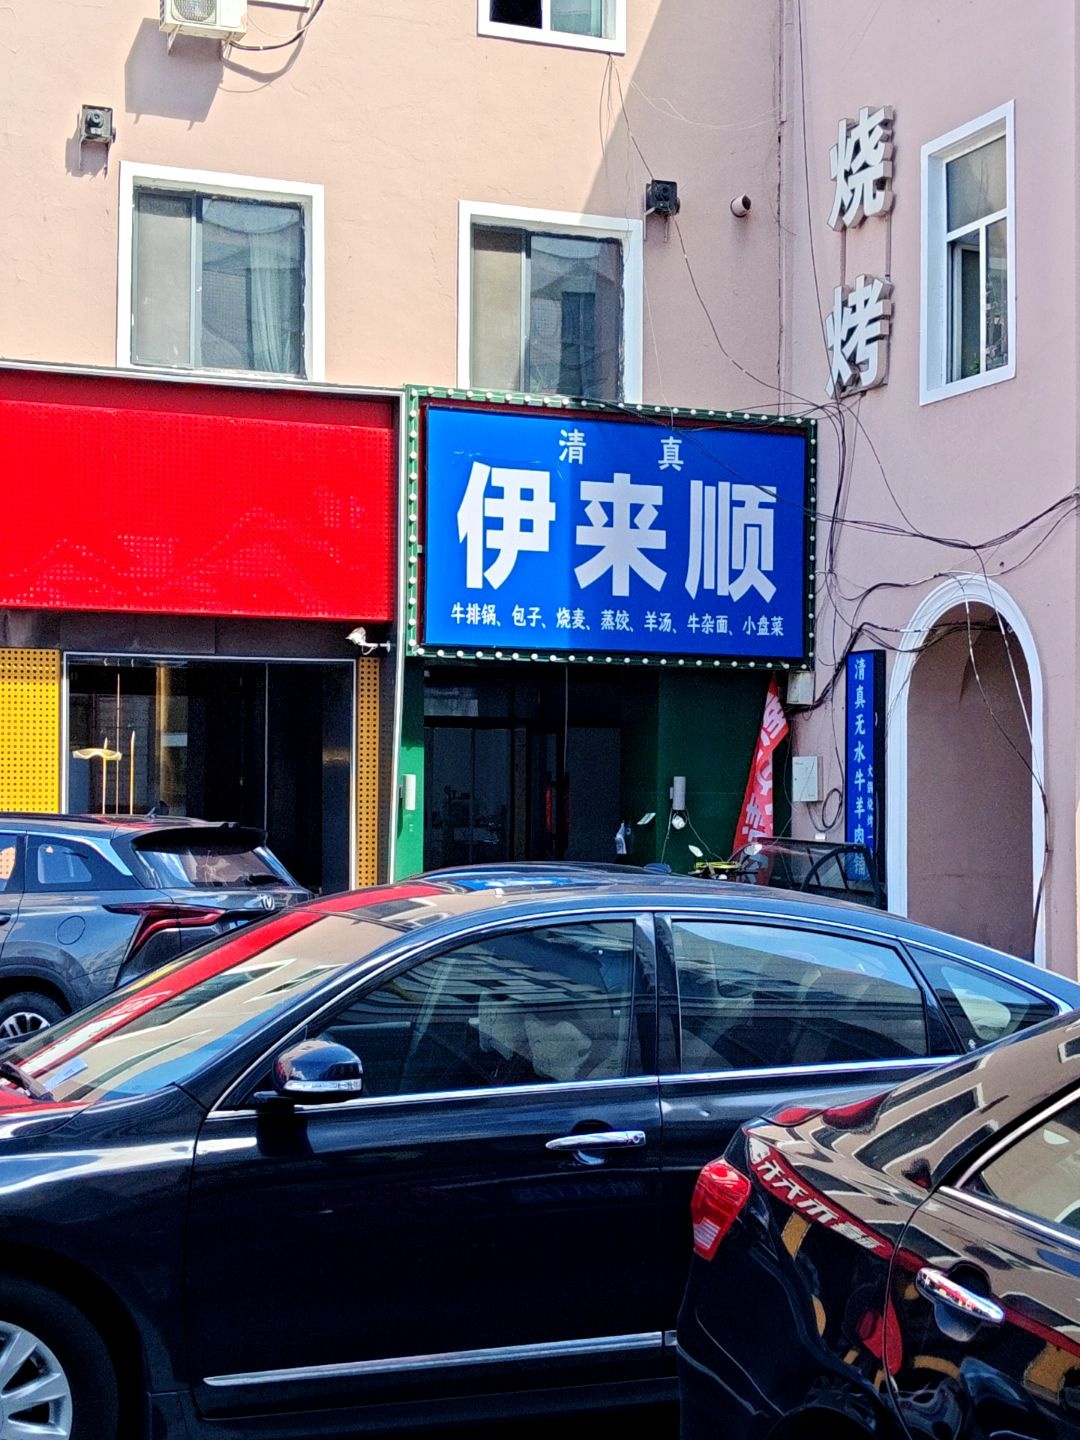 烧烤
清真
伊来顺
牛排锅、包子、烧麦、蒸饺、羊汤、牛杂面、小盘菜
清真无水牛羊肉铺